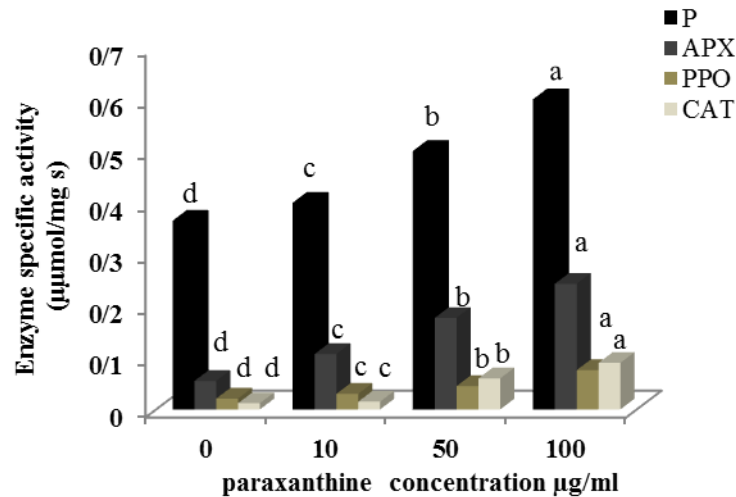 P
APX
PPO
CAT
Enzyme specific activity
(µµmol/mg s)
0/7
0/6
0/5
0/4
0/3
0/2
0/1
0
d
d
d
d
c
c
c
c
b
b
b
b
a
a
a
a
0
10
50
100
paraxanthine concentration µg/ml